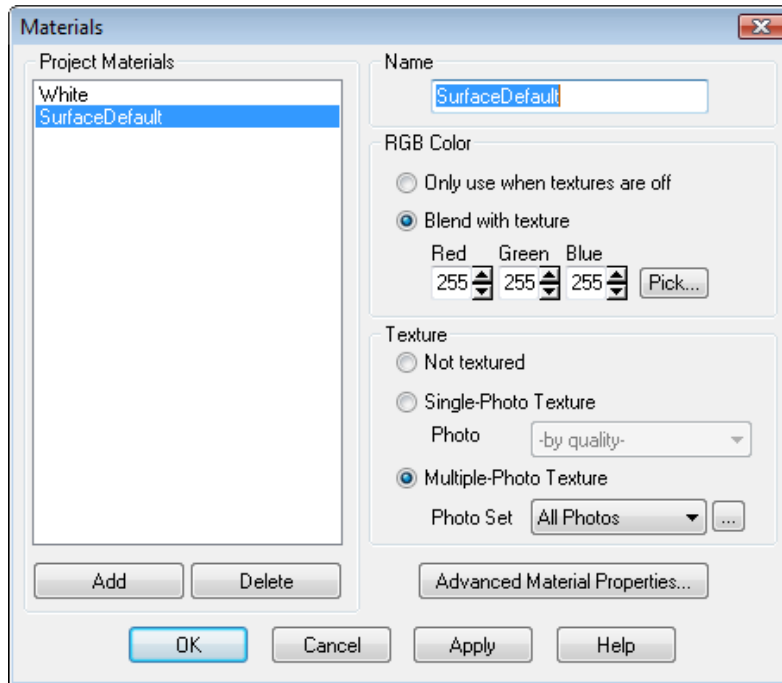 Materials
Project Materials
White
SurfaceDefault
Add
Delete
Name
SurfaceDefault
RGB Color
Only use when textures are off
Blend with texture
Red Green Blue
255 255 255 Pick...
Texture
Not textured
Single-Photo Texture
Photo -by quality-
Multiple-Photo Texture
Photo Set All Photos ...
Advanced Material Properties...
OK Cancel Apply Help